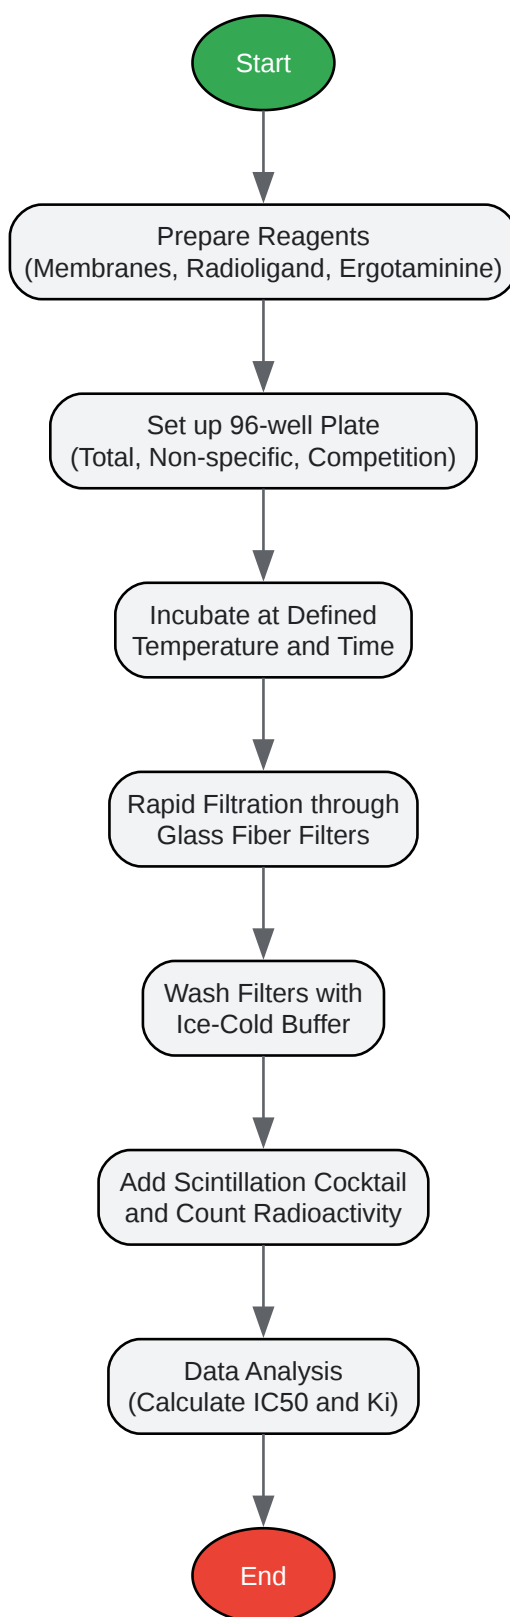 Start
Prepare Reagents
(Membranes, Radioligand, Ergotaminine)
Set up 96-well Plate
(Total, Non-specific, Competition)
Incubate at Defined
Temperature and Time
Rapid Filtration through
Glass Fiber Filters
Wash Filters with
Ice-Cold Buffer
Add Scintillation Cocktail
and Count Radioactivity
Data Analysis
(Calculate IC50 and Ki)
End